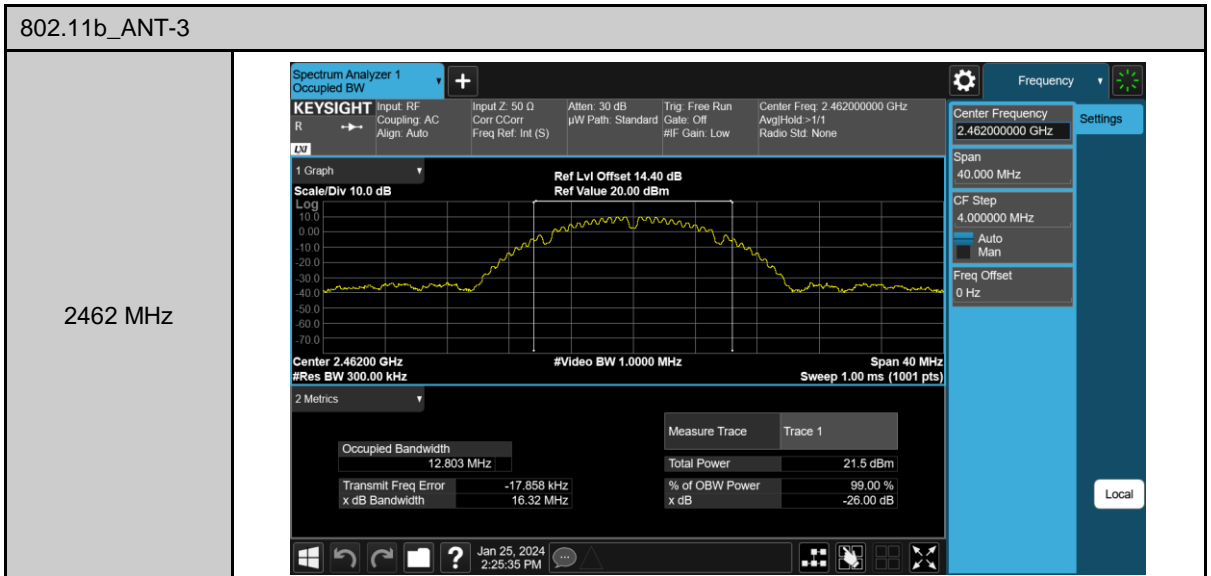 802.11b_ANT-3
2462 MHz
Spectrum Analyzer 1
Occupied BW
+
Frequency
KEYSIGHT
R
LXI
Input: RF
Coupling: AC
Align: Auto
Input Z: 50 Ω
Corr CCorr
Freq Ref: Int (S)
Atten: 30 dB
µW Path: Standard
Trig: Free Run
Gate: Off
#IF Gain: Low
Center Freq: 2.462000000 GHz
Avg|Hold:>1/1
Radio Std: None
Center Frequency
2.462000000 GHz
Settings
Span
40.000 MHz
CF Step
4.000000 MHz
Auto
Man
Freq Offset
0 Hz
1 Graph
Scale/Div 10.0 dB
Ref Lvl Offset 14.40 dB
Ref Value 20.00 dBm
Log
10.0
0.00
-10.0
-20.0
-30.0
-40.0
-50.0
-60.0
-70.0
Center 2.46200 GHz
#Video BW 1.0000 MHz
Span 40 MHz
#Res BW 300.00 kHz
Sweep 1.00 ms (1001 pts)
2 Metrics
Measure Trace
Trace 1
Occupied Bandwidth
12.803 MHz
Total Power
21.5 dBm
Transmit Freq Error
-17.858 kHz
% of OBW Power
99.00 %
x dB Bandwidth
16.32 MHz
x dB
-26.00 dB
Local
?
Jan 25, 2024
2:25:35 PM